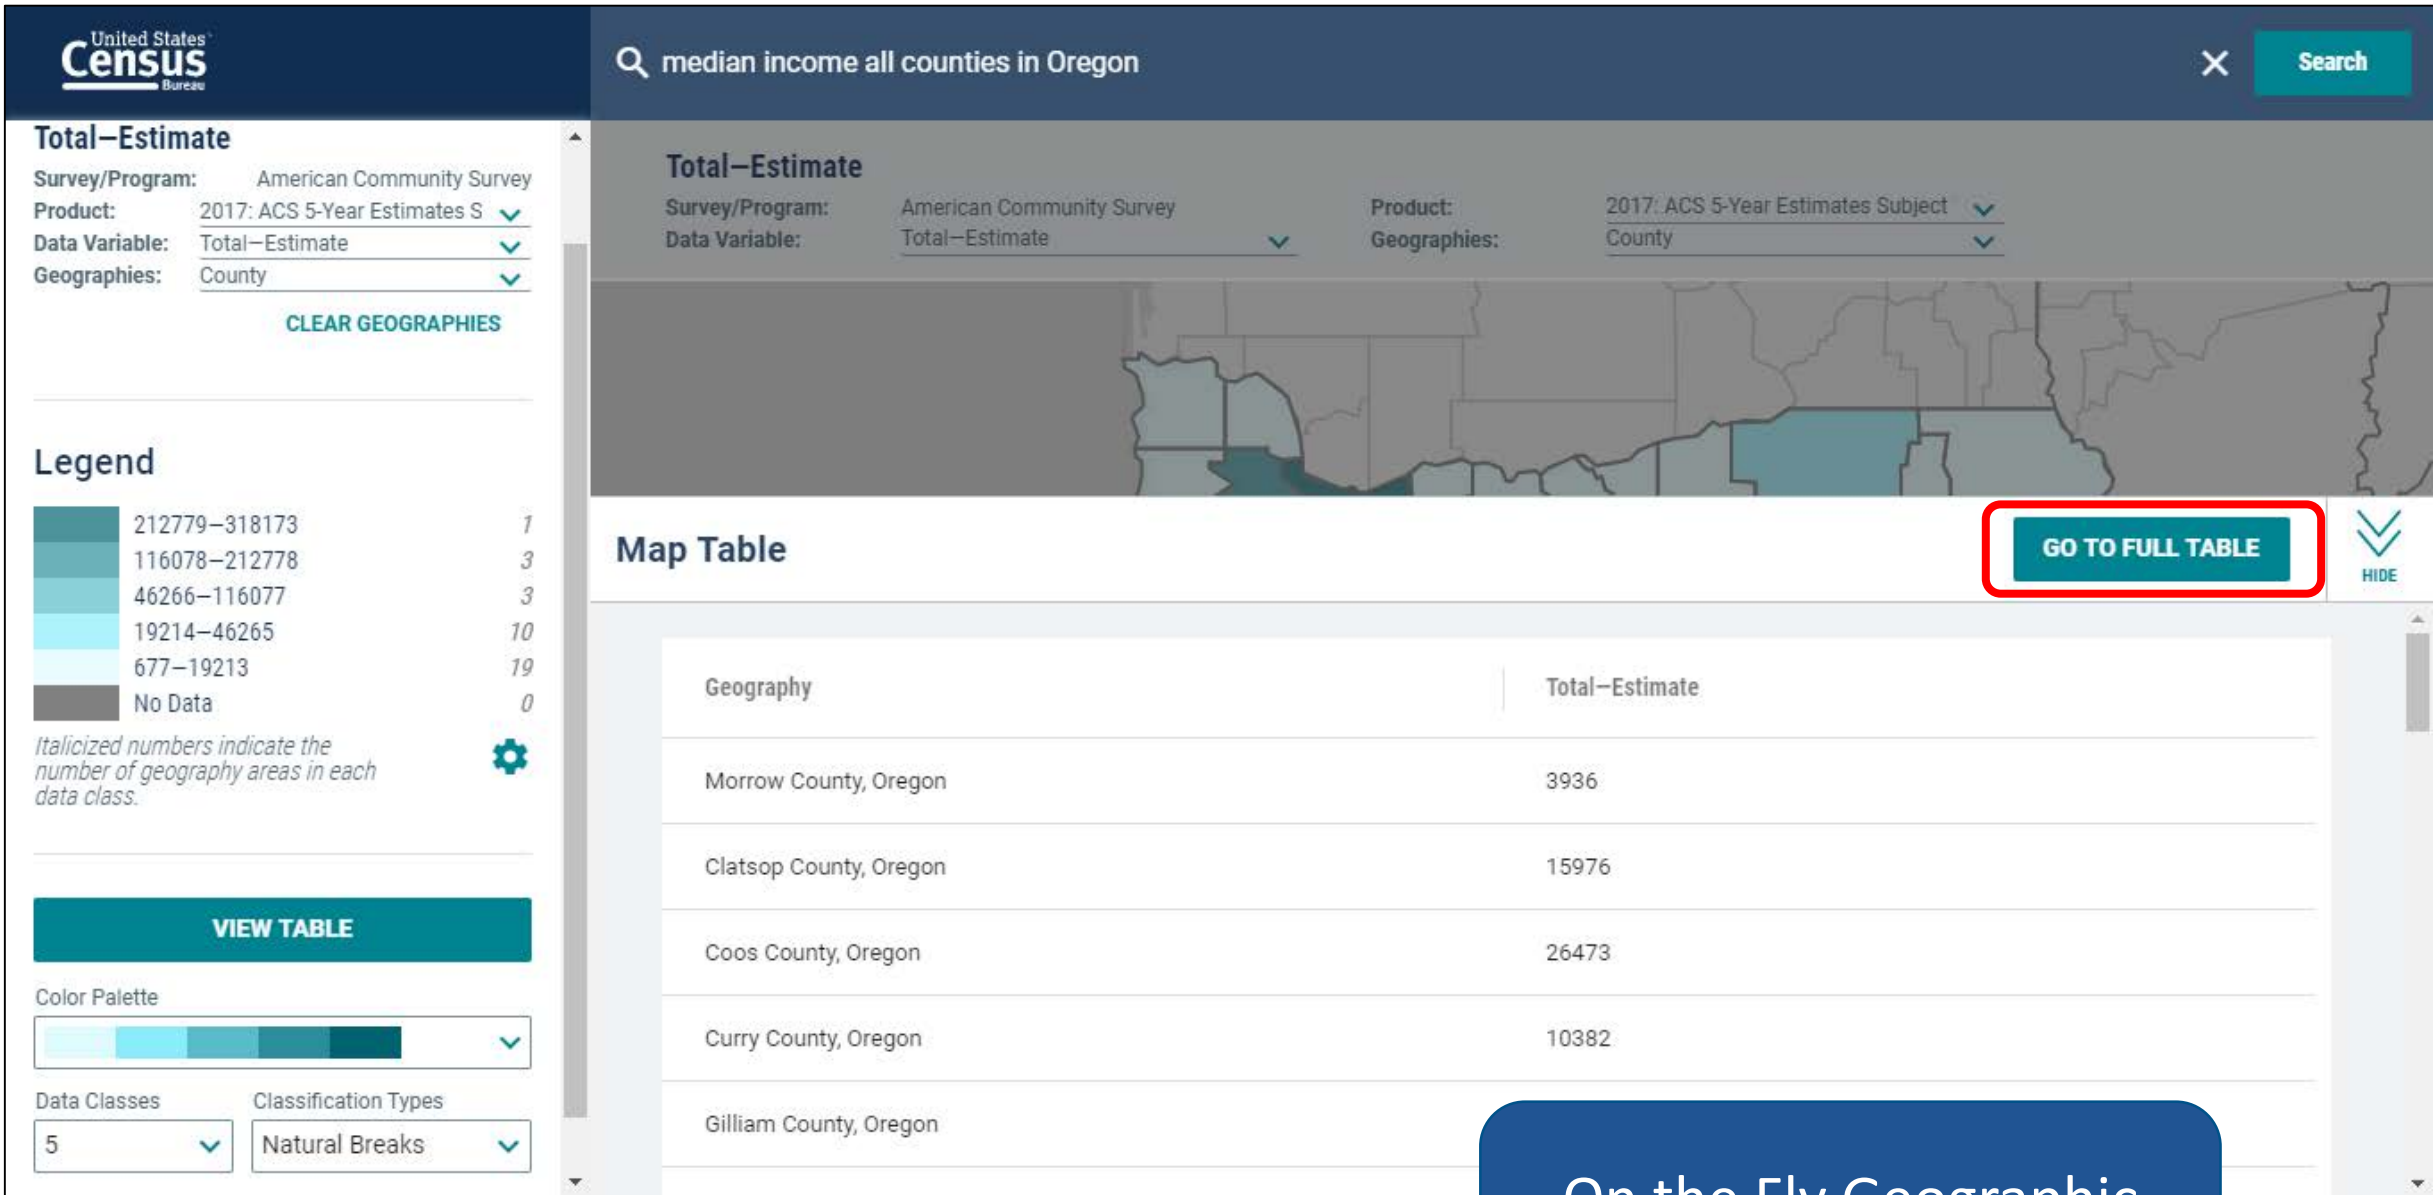 United States
Census
Bureau
median income all counties in Oregon
Search
Total—Estimate
Survey/Program: American Community Survey
Product: 2017: ACS 5-Year Estimates S
Data Variable: Total—Estimate
Geographies: County
CLEAR GEOGRAPHIES
Legend
212779—318173 1
116078—212778 3
46266—116077 3
19214—46265 10
677—19213 19
No Data 0
Italicized numbers indicate the
number of geography areas in each
data class.
VIEW TABLE
Color Palette
Data Classes Classification Types
5 Natural Breaks
Total—Estimate
Survey/Program: American Community Survey Product: 2017: ACS 5-Year Estimates Subject
Data Variable: Total—Estimate Geographies: County
Map Table
GO TO FULL TABLE
HIDE
Geography Total—Estimate
Morrow County, Oregon 3936
Clatsop County, Oregon 15976
Coos County, Oregon 26473
Curry County, Oregon 10382
Gilliam County, Oregon
On the Fly Geographic